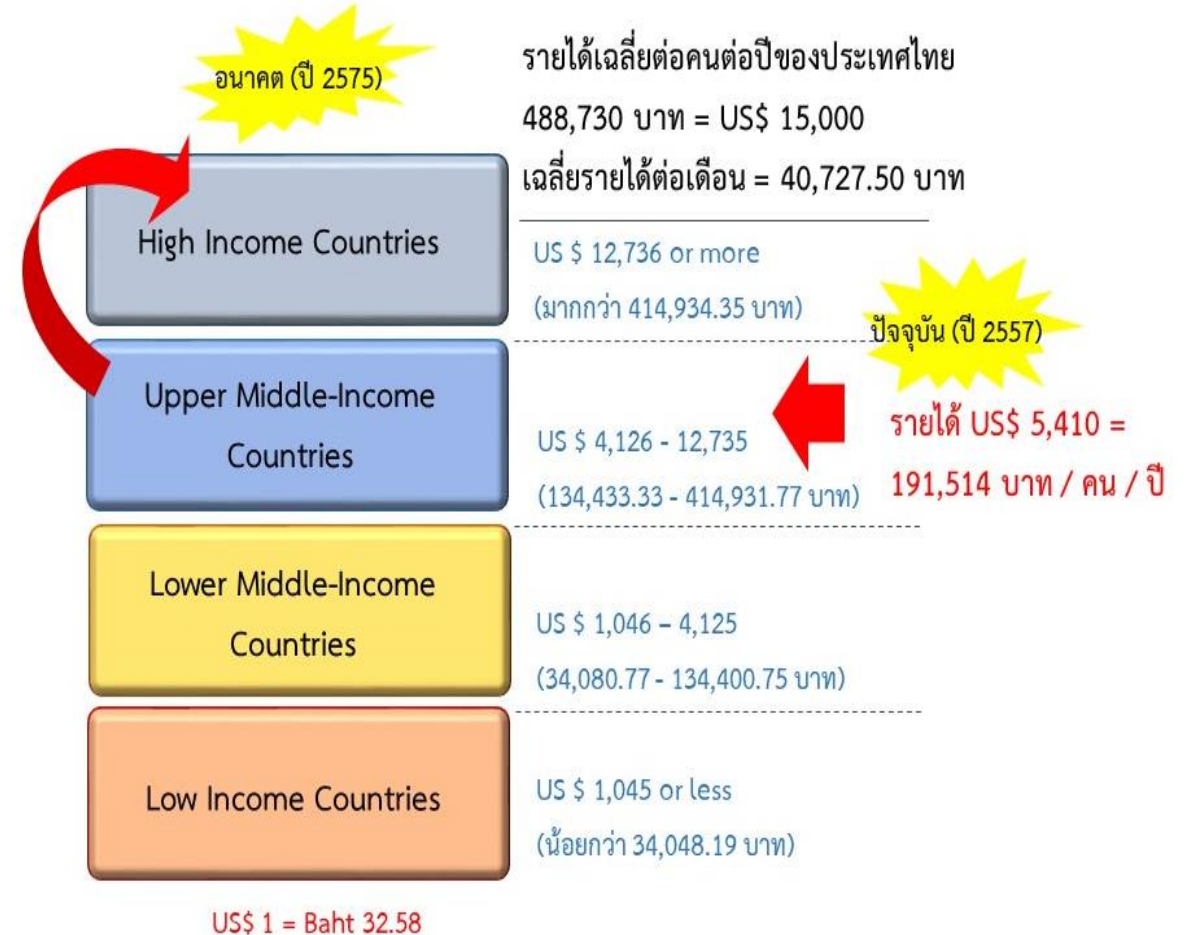 อนาคต (ปี 2575)
รายได้เฉลี่ยต่อคนต่อปีของประเทศไทย
488,730 บาท = US$ 15,000
เฉลี่ยรายได้ต่อเดือน = 40,727.50 บาท
High Income Countries
US $ 12,736 or more
(มากกว่า 414,934.35 บาท)
ปัจจุบัน (ปี 2557)
รายได้ US$ 5,410 =
191,514 บาท / คน / ปี
Upper Middle-Income
Countries
US $ 4,126 - 12,735
(134,433.33 - 414,931.77 บาท)
Lower Middle-Income
Countries
US $ 1,046 – 4,125
(34,080.77 - 134,400.75 บาท)
Low Income Countries
US $ 1,045 or less
(น้อยกว่า 34,048.19 บาท)
US$ 1 = Baht 32.58